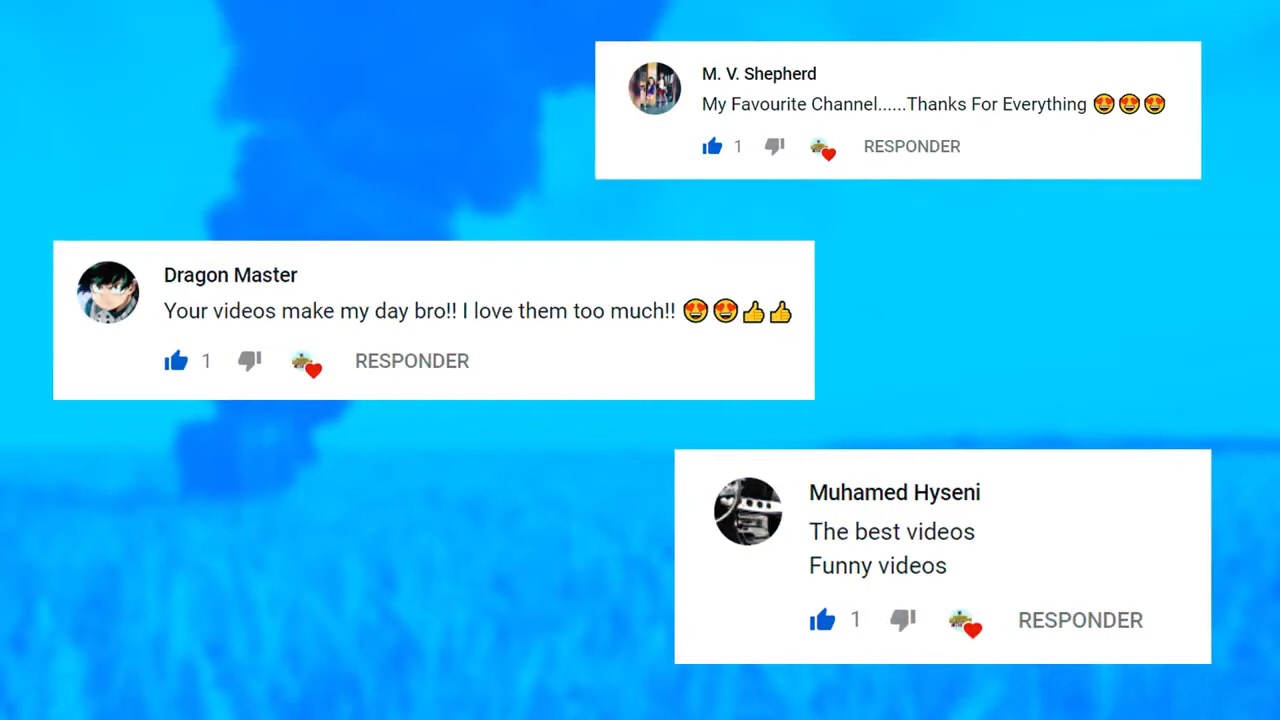 M. V. Shepherd
My Favourite Channel......Thanks For Everything 😍😍😍
1 RESPONDER
Dragon Master
Your videos make my day bro!! I love them too much!! 😍😍👍👍
1 RESPONDER
Muhamed Hyseni
The best videos
Funny videos
1 RESPONDER